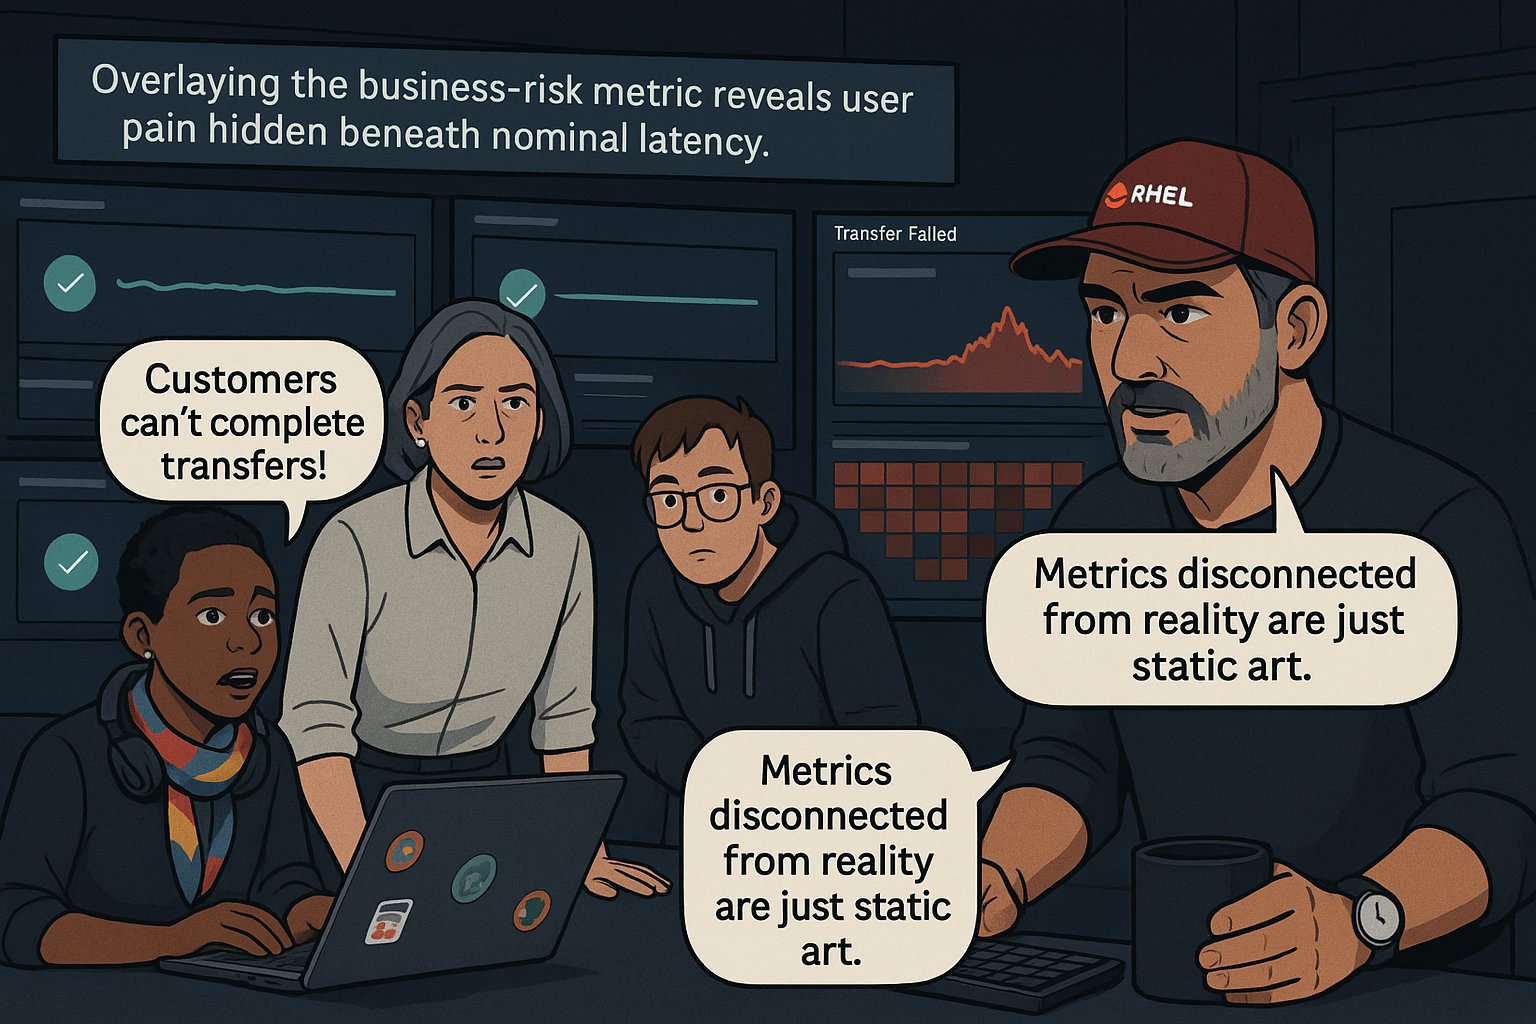 Overlaying the business-risk metric reveals user
pain hidden beneath nominal latency.
RHEL
Transfer Falled
Customers
can't complete
transfers!
Metrics disconnected
from reality are just
static art.
Metrics
disconnected
from reality
are just static
art.